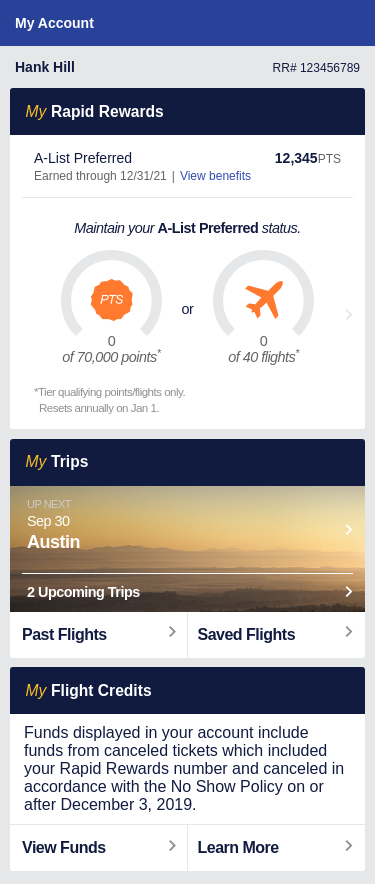 My Account
Hank Hill RR# 123456789
My Rapid Rewards
A-List Preferred 12,345PTS
Earned through 12/31/21 | View benefits
Maintain your A-List Preferred status.
PTS
or
0 0
of 70,000 points* of 40 flights*
*Tier qualifying points/flights only.
Resets annually on Jan 1.
My Trips
UP NEXT
Sep 30
Austin
2 Upcoming Trips
Past Flights Saved Flights
My Flight Credits
Funds displayed in your account include
funds from canceled tickets which included
your Rapid Rewards number and canceled in
accordance with the No Show Policy on or
after December 3, 2019.
View Funds Learn More